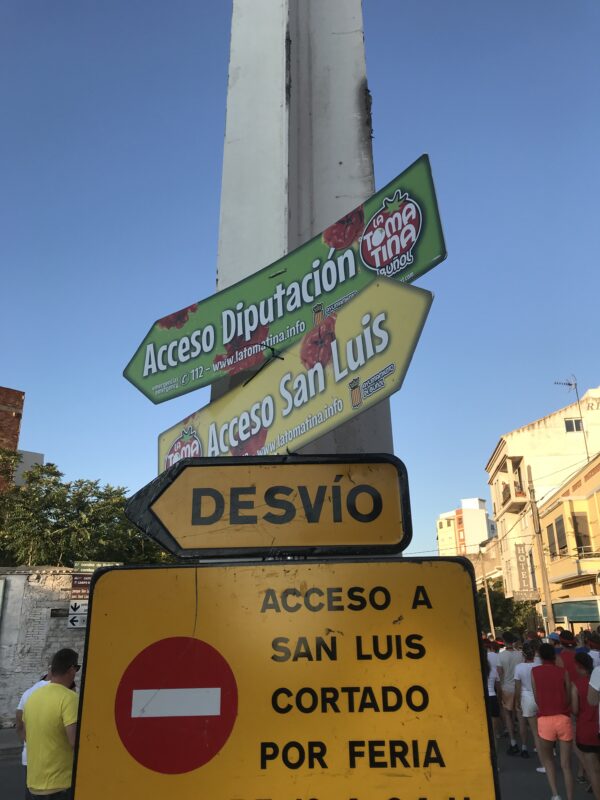 LA
TOMA
TINA
BUÑOL
Acceso Diputación
112 - www.latomatina.info
LA
TOMA
Acceso San Luis
www.latomatina.info
DESVÍO
ACCESO A
SAN LUIS
CORTADO
POR FERIA